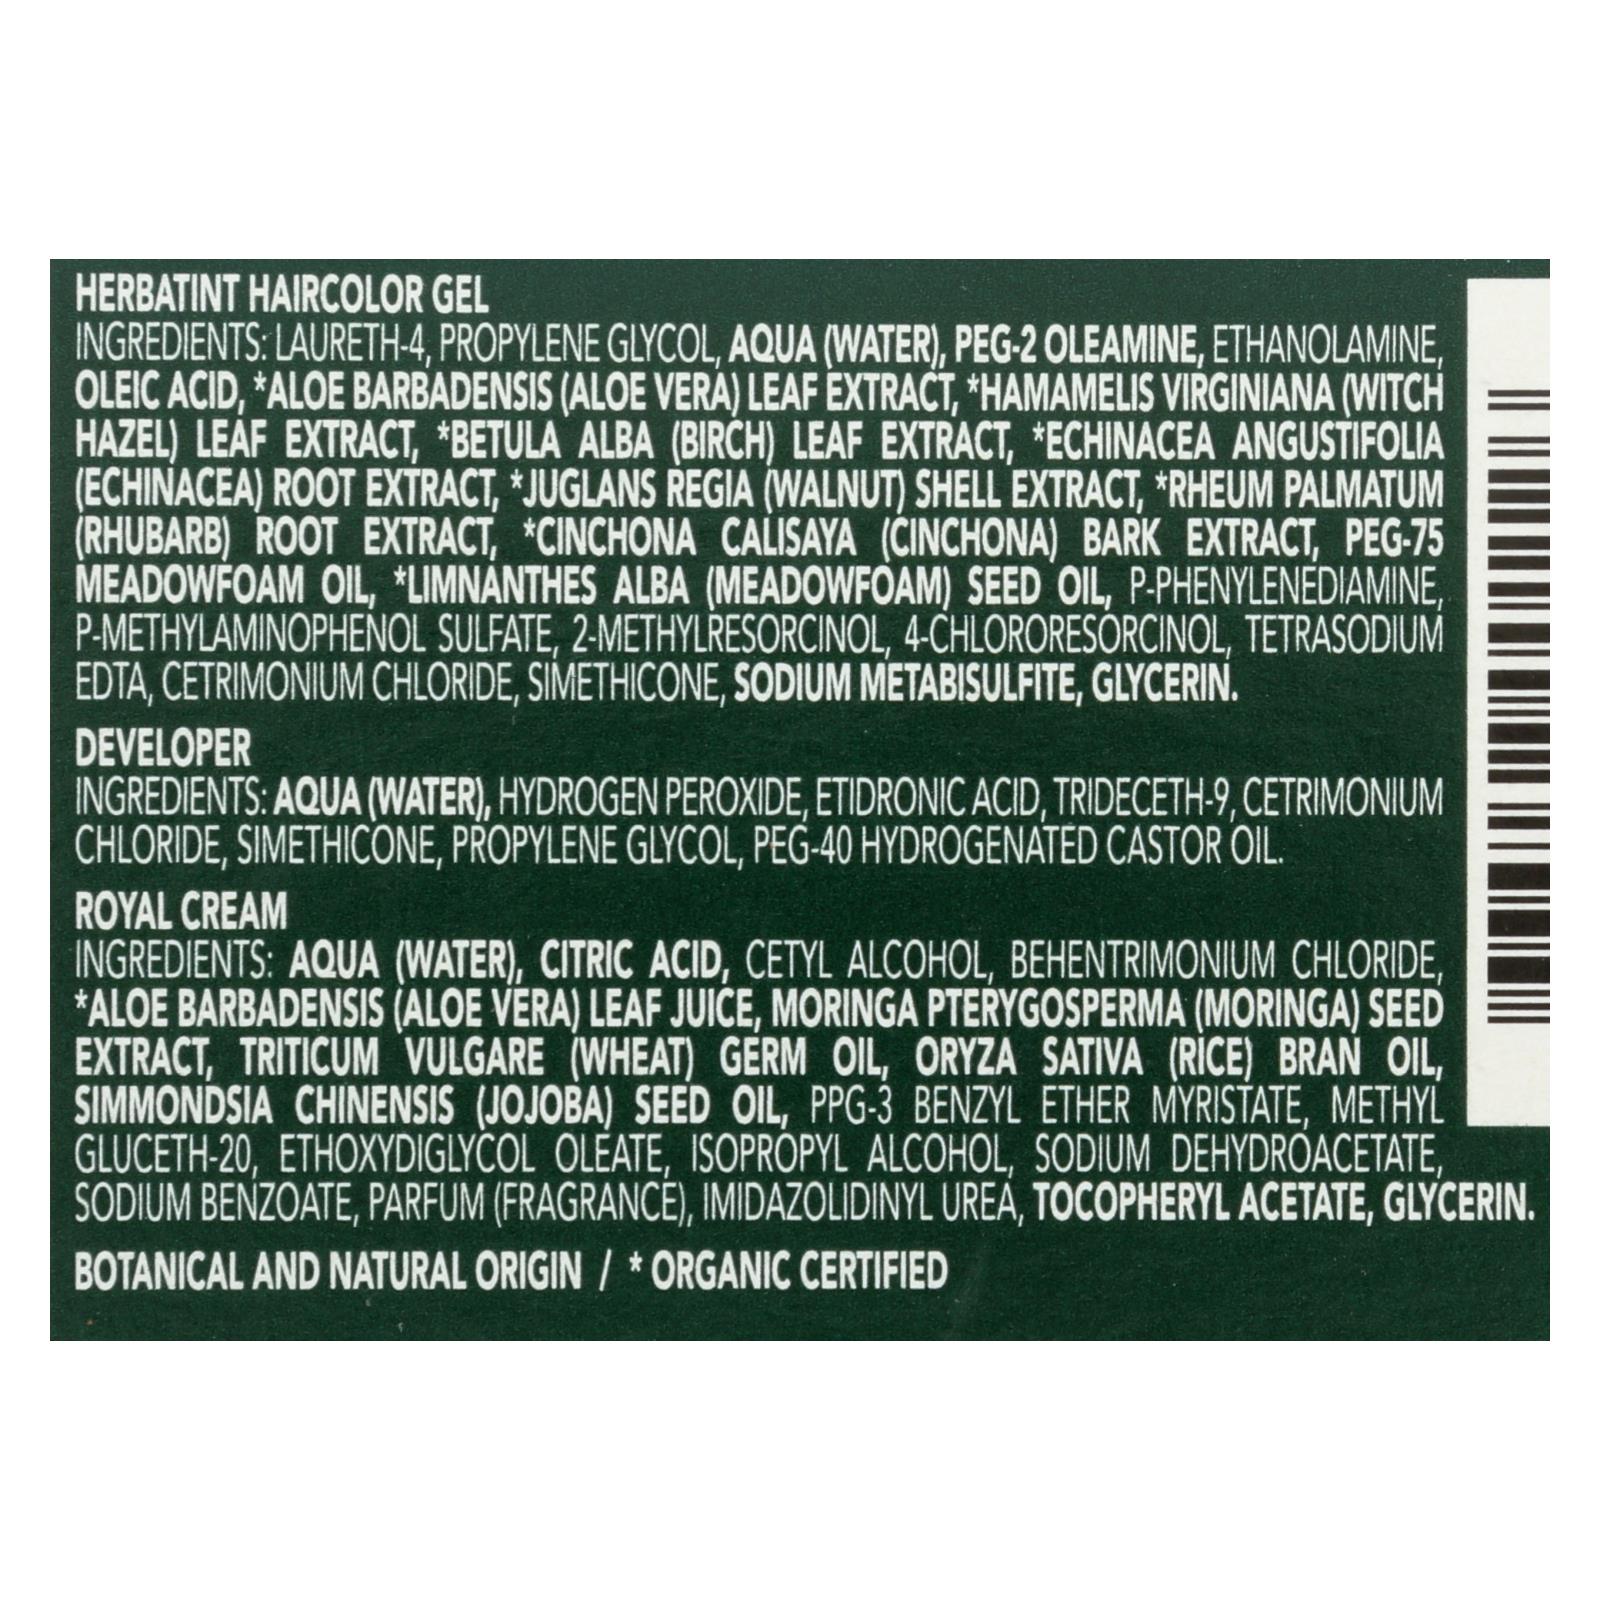 HERBATINT HAIRCOLOR GEL
INGREDIENTS: LAURETH-4, PROPYLENE GLYCOL, AQUA (WATER), PEG-2 OLEAMINE, ETHANOLAMINE,
OLEIC ACID, *ALOE BARBADENSIS (ALOE VERA) LEAF EXTRACT, *HAMAMELIS VIRGINIANA (WITCH
HAZEL) LEAF EXTRACT, *BETULA ALBA (BIRCH) LEAF EXTRACT, *ECHINACEA ANGUSTIFOLIA
(ECHINACEA) ROOT EXTRACT, *JUGLANS REGIA (WALNUT) SHELL EXTRACT, *RHEUM PALMATUM
(RHUBARB) ROOT EXTRACT, *CINCHONA CALISAYA (CINCHONA) BARK EXTRACT, PEG-75
MEADOWFOAM OIL, *LIMNANTHES ALBA (MEADOWFOAM) SEED OIL, P-PHENYLENEDIAMINE,
P-METHYLAMINOPHENOL SULFATE, 2-METHYLRESORCINOL, 4-CHLORORESORCINOL, TETRASODIUM
EDTA, CETRIMONIUM CHLORIDE, SIMETHICONE, SODIUM METABISULFITE, GLYCERIN.
DEVELOPER
INGREDIENTS: AQUA (WATER), HYDROGEN PEROXIDE, ETIDRONIC ACID, TRIDECETH-9, CETRIMONIUM
CHLORIDE, SIMETHICONE, PROPYLENE GLYCOL, PEG-40 HYDROGENATED CASTOR OIL.
ROYAL CREAM
INGREDIENTS: AQUA (WATER), CITRIC ACID, CETYL ALCOHOL, BEHENTRIMONIUM CHLORIDE,
*ALOE BARBADENSIS (ALOE VERA) LEAF JUICE, MORINGA PTERYGOSPERMA (MORINGA) SEED
EXTRACT, TRITICUM VULGARE (WHEAT) GERM OIL, ORYZA SATIVA (RICE) BRAN OIL,
SIMMONDSIA CHINENSIS (JOJOBA) SEED OIL, PPG-3 BENZYL ETHER MYRISTATE, METHYL
GLUCETH-20, ETHOXYDIGLYCOL OLEATE, ISOPROPYL ALCOHOL, SODIUM DEHYDROACETATE,
SODIUM BENZOATE, PARFUM (FRAGRANCE), IMIDAZOLIDINYL UREA, TOCOPHERYL ACETATE, GLYCERIN.
BOTANICAL AND NATURAL ORIGIN / * ORGANIC CERTIFIED